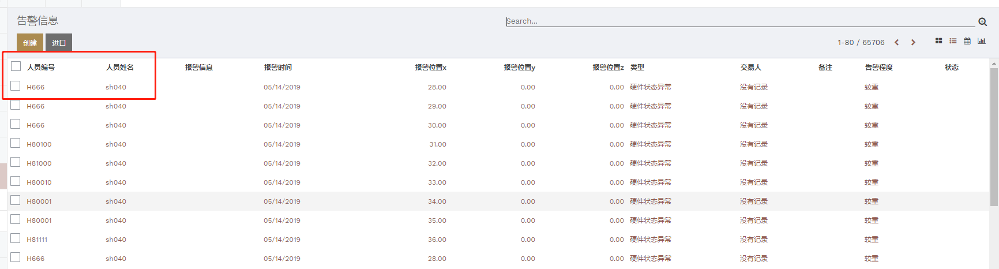 告警信息
Search...
创建 进口
1-80 / 65706
人员编号 人员姓名 报警信息 报警时间 报警位置x 报警位置y 报警位置z 类型 交易人 备注 告警程度 状态
H666 sh040 05/14/2019 28.00 0.00 0.00 硬件状态异常 没有记录 较重
H666 sh040 05/14/2019 29.00 0.00 0.00 硬件状态异常 没有记录 较重
H666 sh040 05/14/2019 30.00 0.00 0.00 硬件状态异常 没有记录 较重
H80100 sh040 05/14/2019 31.00 0.00 0.00 硬件状态异常 没有记录 较重
H81000 sh040 05/14/2019 32.00 0.00 0.00 硬件状态异常 没有记录 较重
H80010 sh040 05/14/2019 33.00 0.00 0.00 硬件状态异常 没有记录 较重
H80001 sh040 05/14/2019 34.00 0.00 0.00 硬件状态异常 没有记录 较重
H80001 sh040 05/14/2019 35.00 0.00 0.00 硬件状态异常 没有记录 较重
H81111 sh040 05/14/2019 36.00 0.00 0.00 硬件状态异常 没有记录 较重
H666 sh040 05/14/2019 28.00 0.00 0.00 硬件状态异常 没有记录 较重